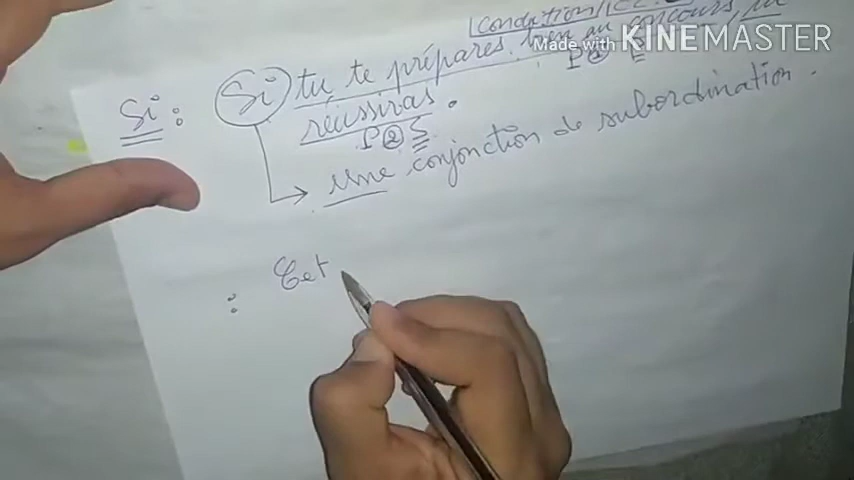 Condition / CC
Made with KINEMASTER
Si : Si tu te prépares bien au concours, tu
P① S
réussiras.
P② S
une conjonction de subordination.
: Cet